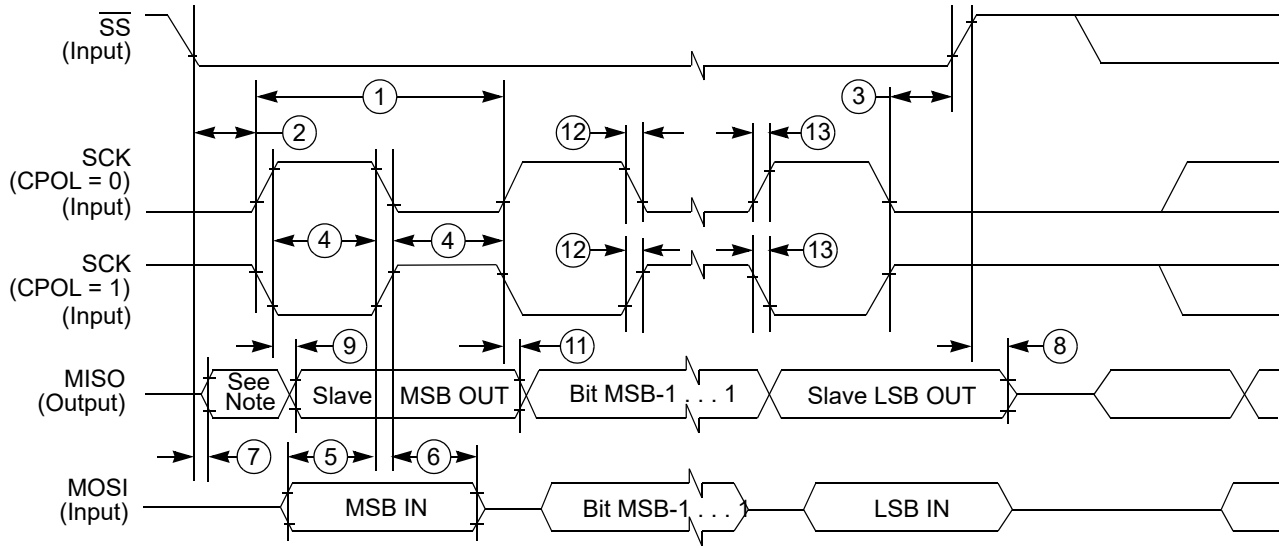 SS
(Input)
1
3
2
12
13
SCK
(CPOL = 0)
(Input)
4
4
SCK
(CPOL = 1)
(Input)
12
13
9
11
8
MISO
(Output)
See
Note
Slave
MSB OUT
Bit MSB-1 . . . 1
Slave LSB OUT
7
5
6
MOSI
(Input)
MSB IN
Bit MSB-1 . . . 1
LSB IN